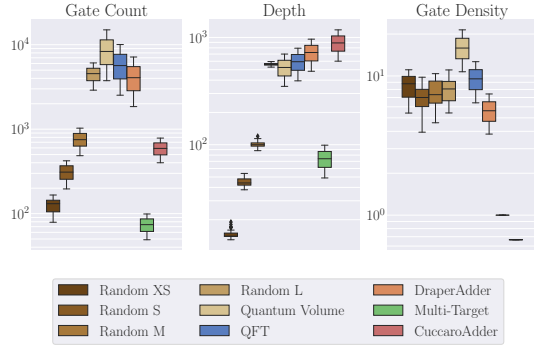 Gate Count
Depth
Gate Density
10^4
10^3
10^2
10^3
10^2
10^1
10^0
Random XS
Random S
Random M
Random L
Quantum Volume
QFT
DraperAdder
Multi-Target
CuccaroAdder